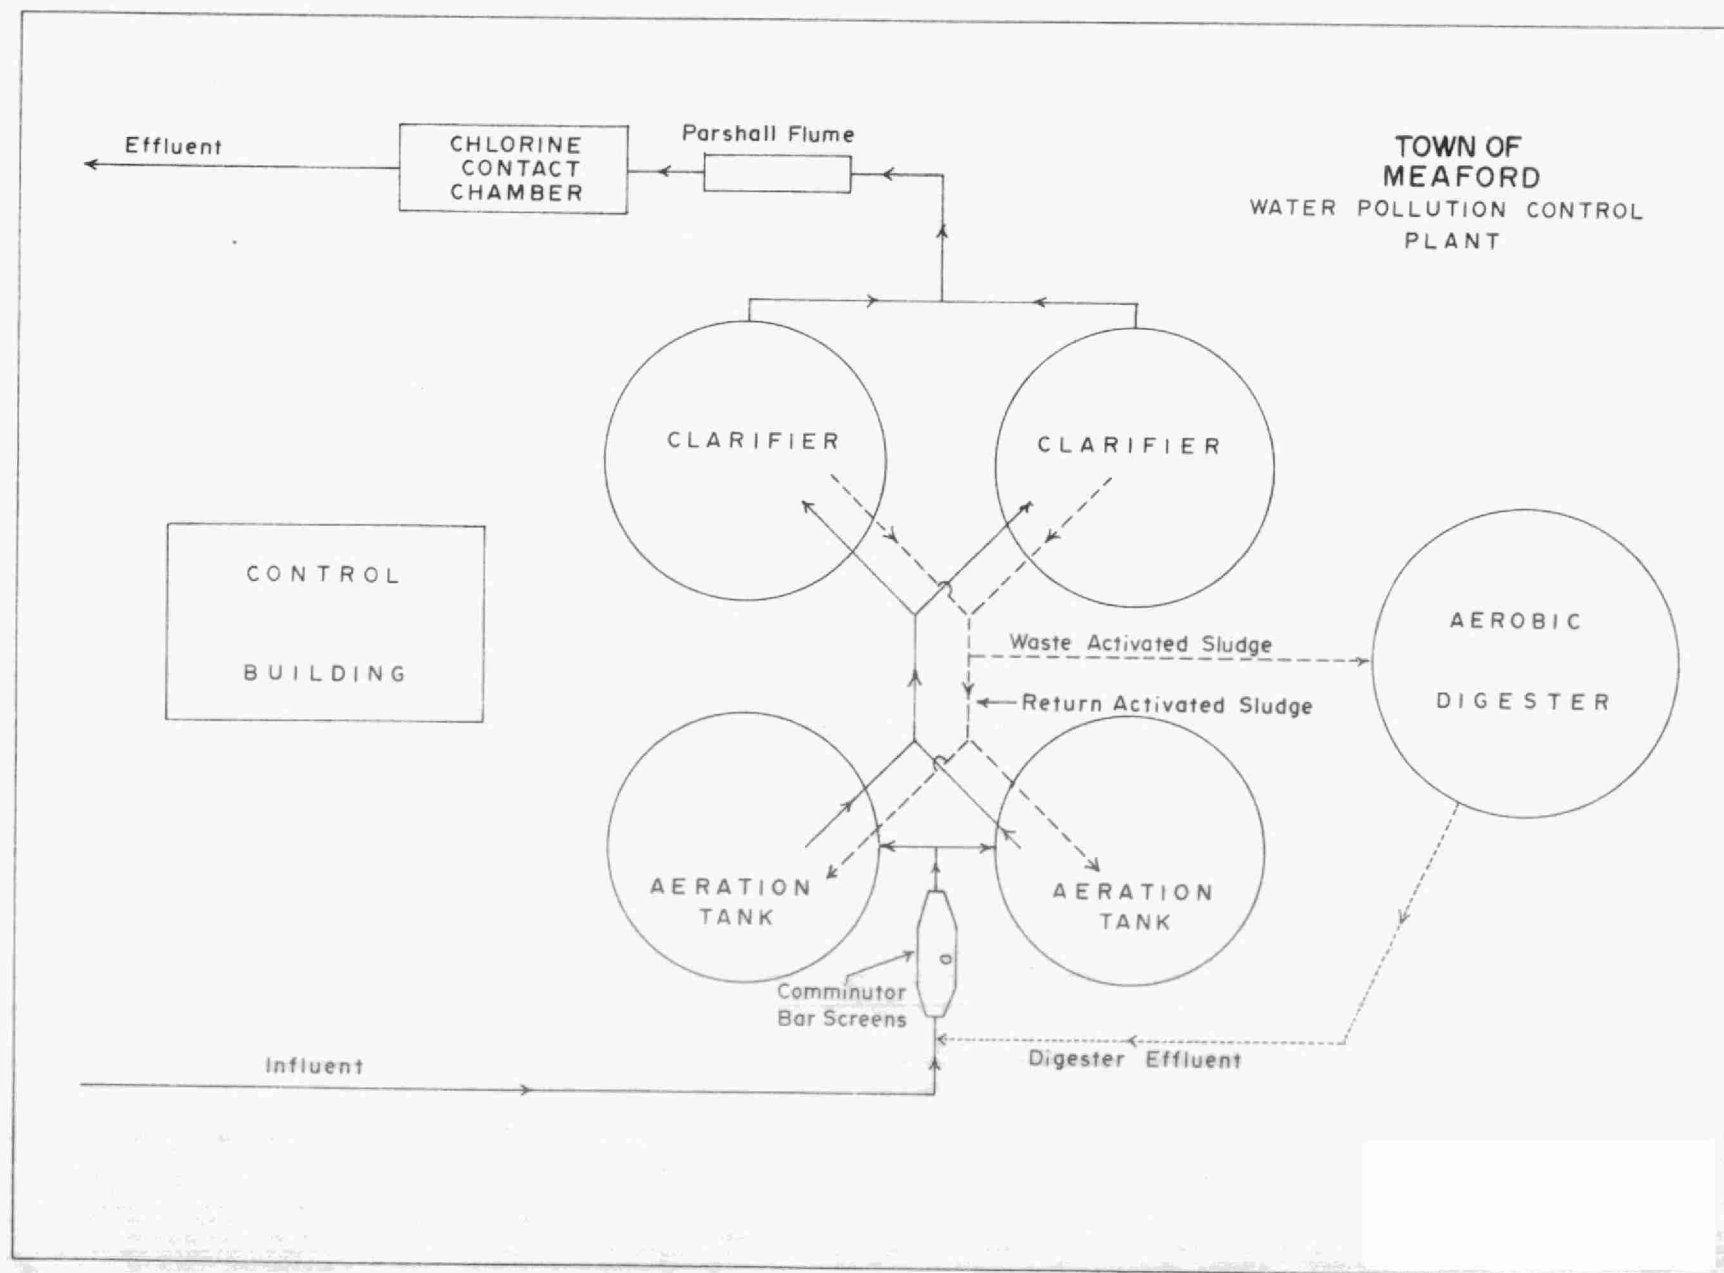 TOWN OF
MEAFORD
WATER POLLUTION CONTROL
PLANT
Effluent
CHLORINE
CONTACT
CHAMBER
Parshall Flume
CLARIFIER
CLARIFIER
CONTROL
BUILDING
AEROBIC
DIGESTER
Waste Activated Sludge
Return Activated Sludge
AERATION
TANK
AERATION
TANK
Comminutor
Bar Screens
Influent
Digester Effluent